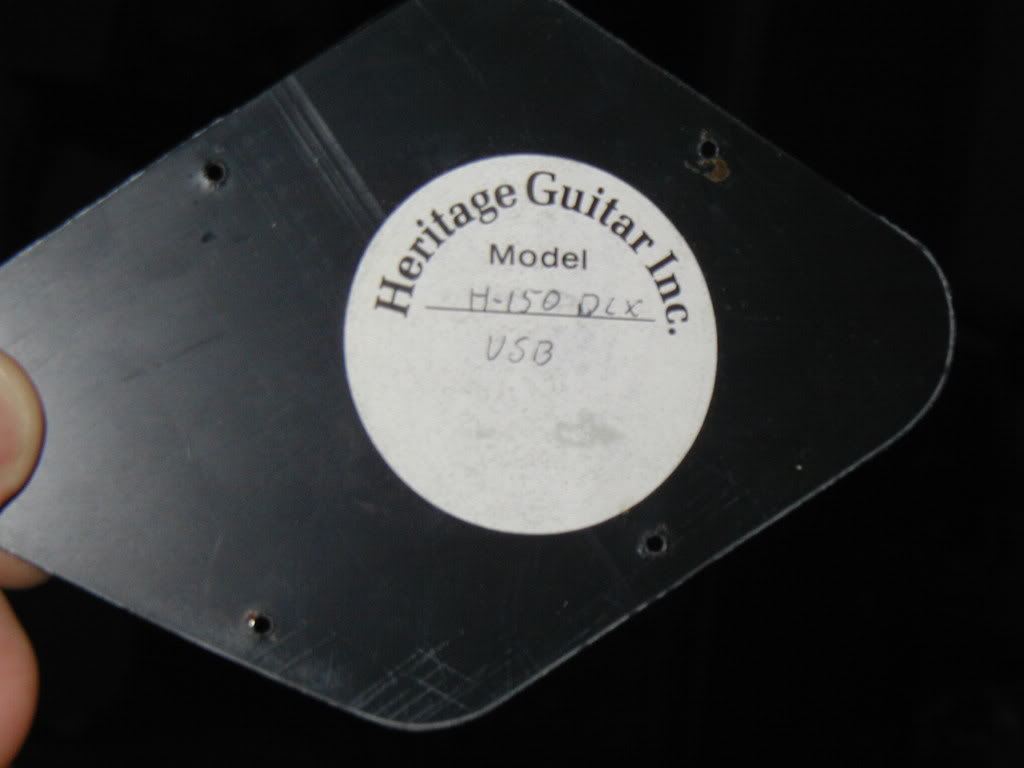 Heritage Guitar Inc.
Model
H-150 DLX
USB